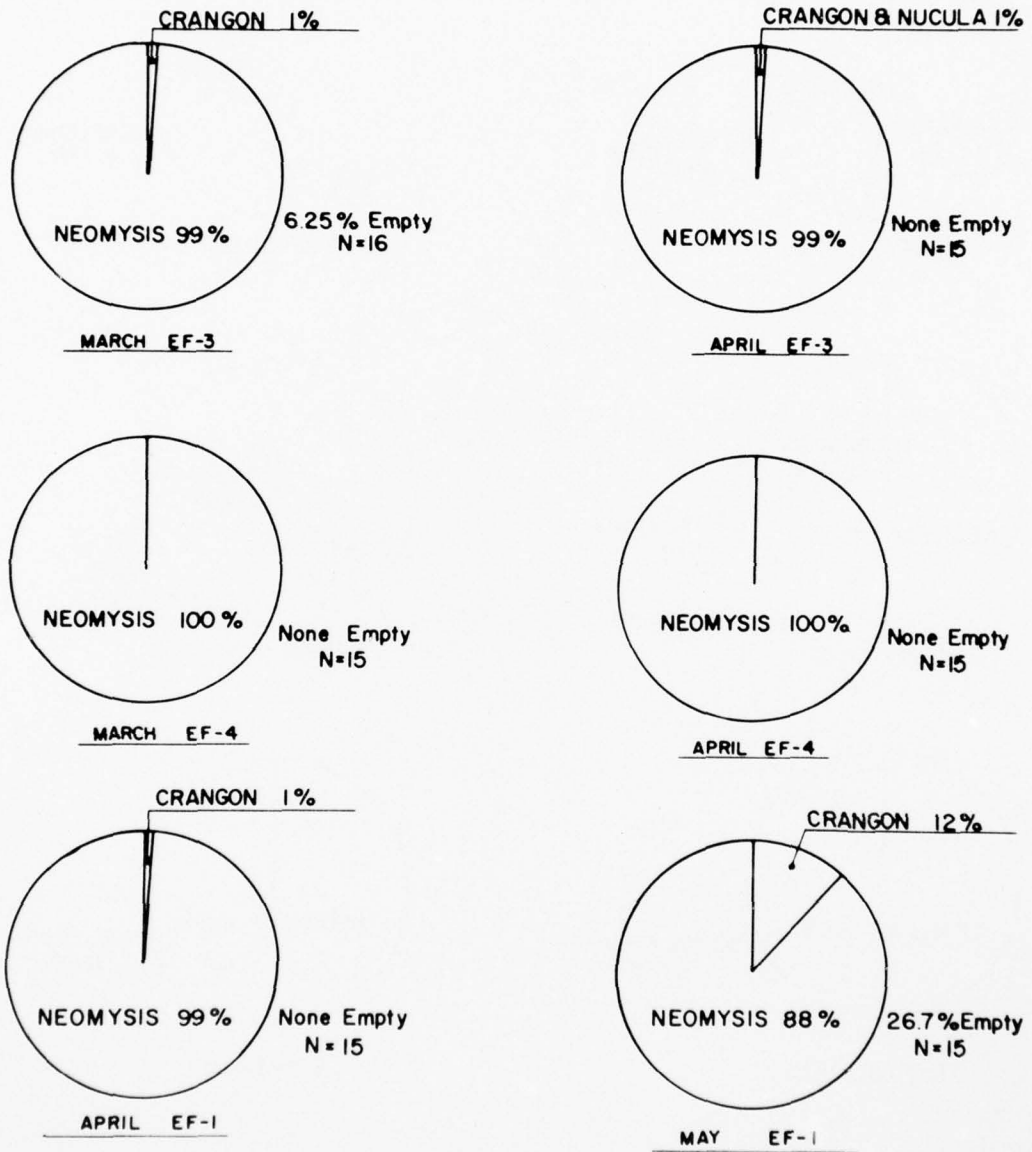 CRANGON 1%
NEOMYSIS 99%
6.25% Empty
N=16
MARCH EF-3
CRANGON & NUCULA 1%
NEOMYSIS 99%
None Empty
N=15
APRIL EF-3
NEOMYSIS 100%
None Empty
N=15
MARCH EF-4
NEOMYSIS 100%
None Empty
N=15
APRIL EF-4
CRANGON 1%
NEOMYSIS 99%
None Empty
N=15
APRIL EF-1
CRANGON 12%
NEOMYSIS 88%
26.7% Empty
N=15
MAY EF-1